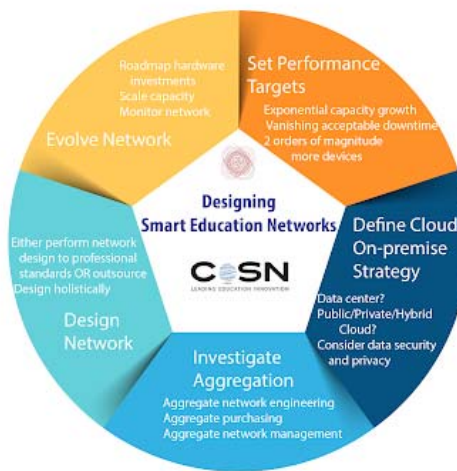 Set Performance
Targets
Exponential capacity growth
Vanishing acceptable downtime
2 orders of magnitude
more devices
Define Cloud
On-premise
Strategy
Data center?
Public/Private/Hybrid
Cloud?
Consider data security
and privacy
Investigate
Aggregation
Aggregate network engineering
Aggregate purchasing
Aggregate network management
Either perform network
design to professional
standards OR outsource
Design holistically
Design
Network
Roadmap hardware
investments
Scale capacity
Monitor network
Evolve Network
Designing
Smart Education Networks
COSN
LEADING EDUCATION INNOVATION